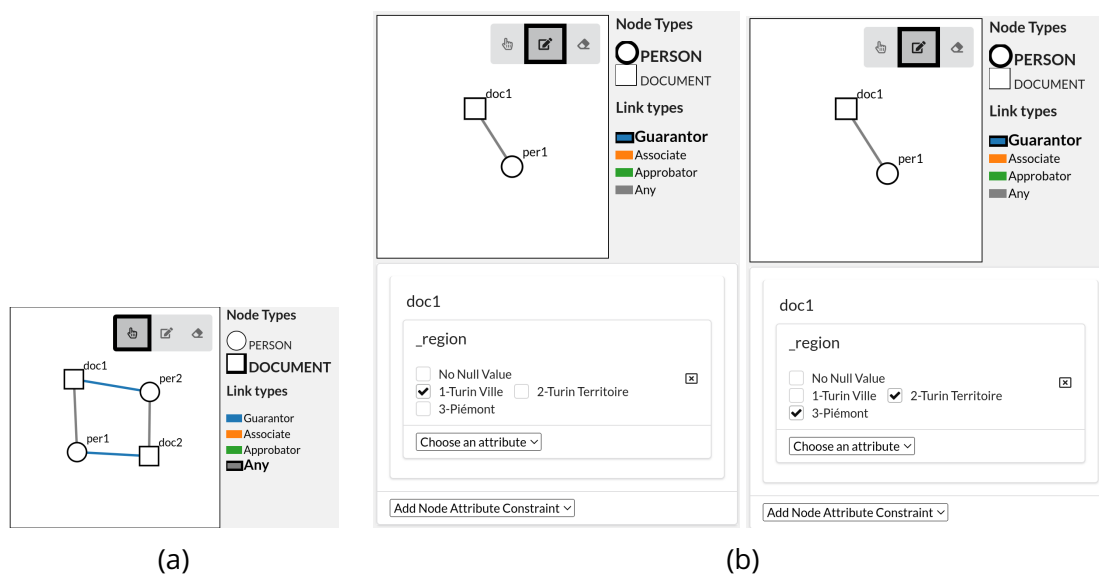 Node Types
PERSON
DOCUMENT
Link types
Guarantor
Associate
Approbator
Any
doc1
per2
per1
doc2
(a)
Node Types
PERSON
DOCUMENT
Link types
Guarantor
Associate
Approbator
Any
doc1
per1
doc1
_region
No Null Value
1-Turin Ville 2-Turin Territoire
3-Piémont
Choose an attribute
Add Node Attribute Constraint
Node Types
PERSON
DOCUMENT
Link types
Guarantor
Associate
Approbator
Any
doc1
per1
doc1
_region
No Null Value
1-Turin Ville 2-Turin Territoire
3-Piémont
Choose an attribute
Add Node Attribute Constraint
(b)